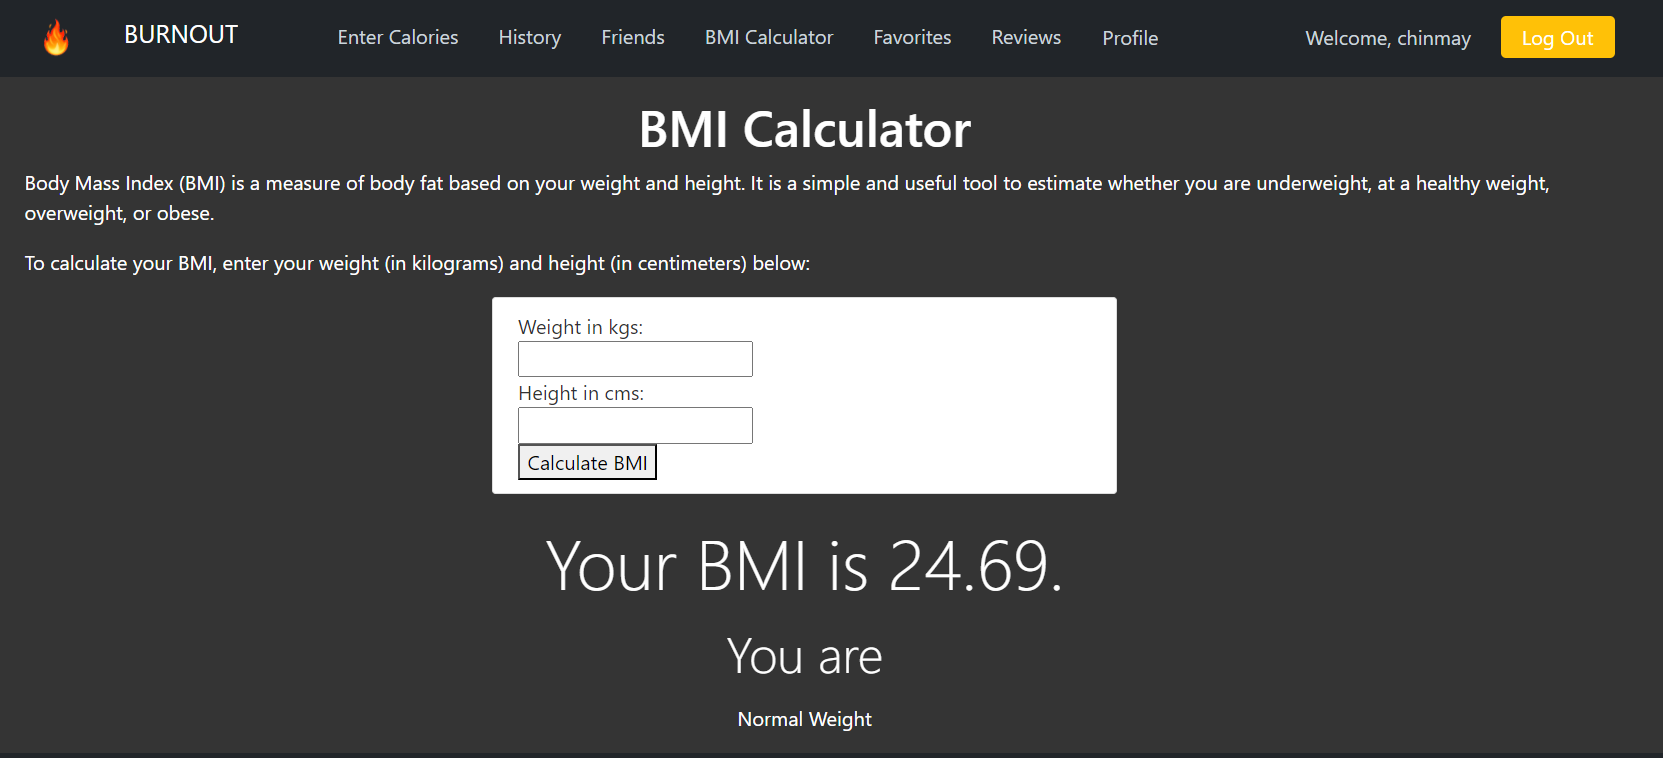 BURNOUT Enter Calories History Friends BMI Calculator Favorites Reviews Profile Welcome, chinmay Log Out
BMI Calculator
Body Mass Index (BMI) is a measure of body fat based on your weight and height. It is a simple and useful tool to estimate whether you are underweight, at a healthy weight,
overweight, or obese.
To calculate your BMI, enter your weight (in kilograms) and height (in centimeters) below:
Weight in kgs:
Height in cms:
Calculate BMI
Your BMI is 24.69.
You are
Normal Weight